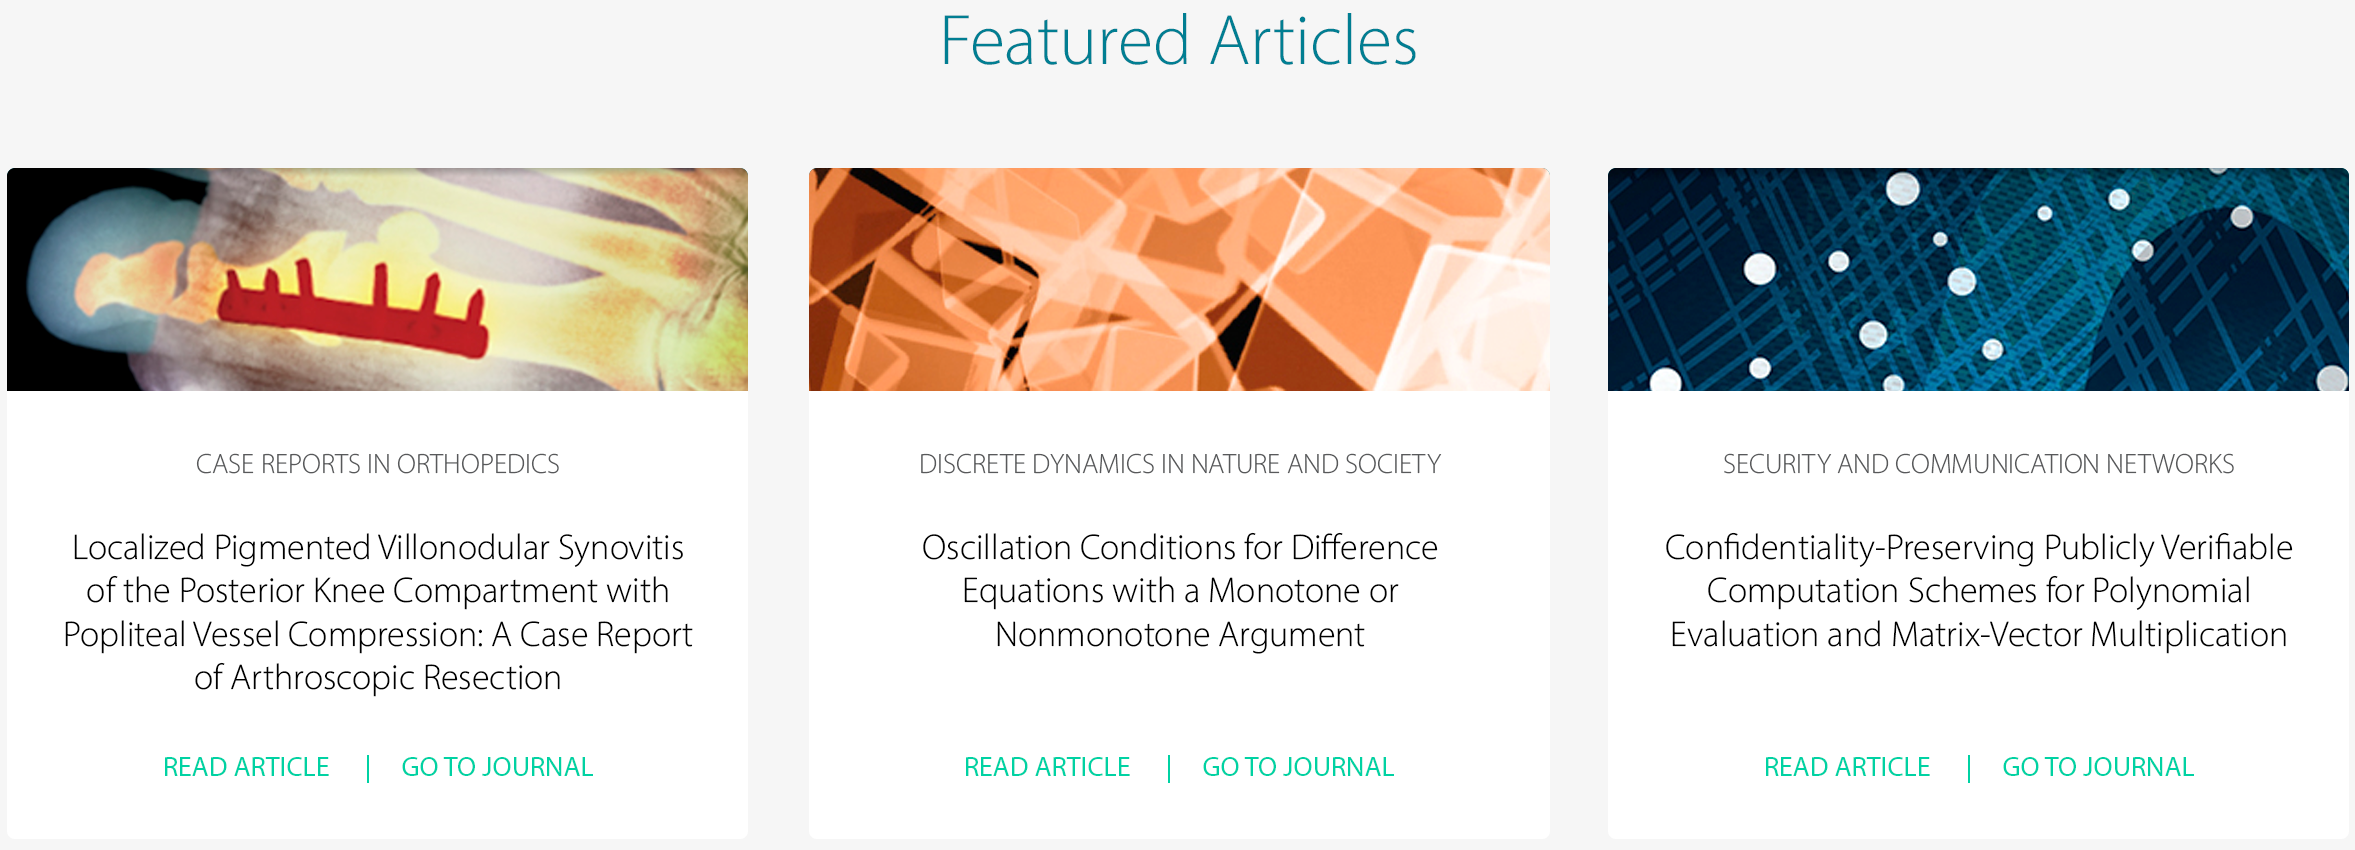 Featured Articles
CASE REPORTS IN ORTHOPEDICS
Localized Pigmented Villonodular Synovitis
of the Posterior Knee Compartment with
Popliteal Vessel Compression: A Case Report
of Arthroscopic Resection
READ ARTICLE | GO TO JOURNAL
DISCRETE DYNAMICS IN NATURE AND SOCIETY
Oscillation Conditions for Difference
Equations with a Monotone or
Nonmonotone Argument
READ ARTICLE | GO TO JOURNAL
SECURITY AND COMMUNICATION NETWORKS
Confidentiality-Preserving Publicly Verifiable
Computation Schemes for Polynomial
Evaluation and Matrix-Vector Multiplication
READ ARTICLE | GO TO JOURNAL